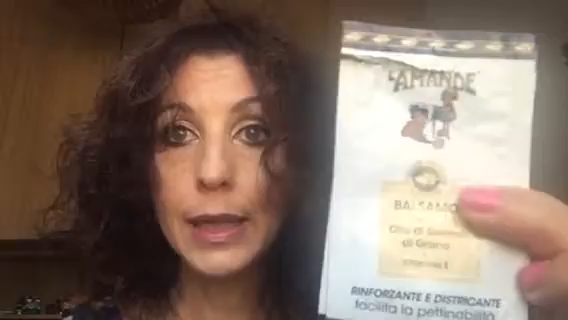 L'AMANDE
BALSAMO
Olio di Germe
di Grano
Vitamina E
RINFORZANTE E DISTRICANTE
facilita la pettinabilità